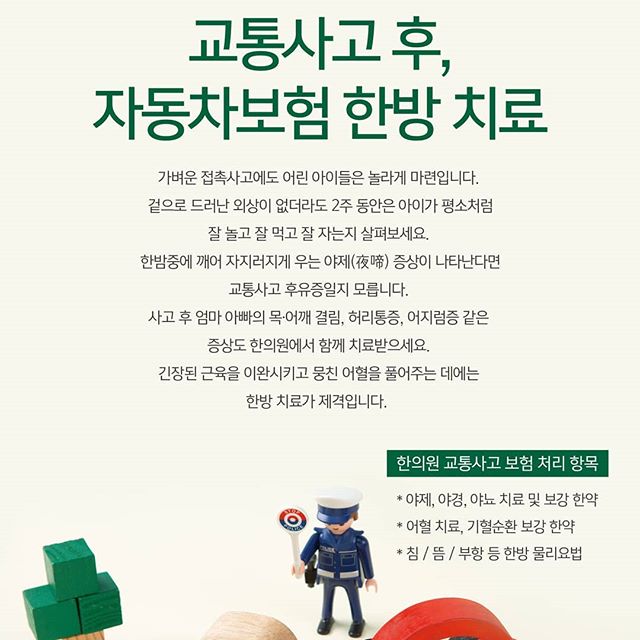 교통사고 후,
자동차보험 한방 치료
가벼운 접촉사고에도 어린 아이들은 놀라게 마련입니다.
겉으로 드러난 외상이 없더라도 2주 동안은 아이가 평소처럼
잘 놀고 잘 먹고 잘 자는지 살펴보세요.
한밤중에 깨어 자지러지게 우는 야제(夜啼) 증상이 나타난다면
교통사고 후유증일지 모릅니다.
사고 후 엄마 아빠의 목·어깨 결림, 허리통증, 어지럼증 같은
증상도 한의원에서 함께 치료받으세요.
긴장된 근육을 이완시키고 뭉친 어혈을 풀어주는 데에는
한방 치료가 제격입니다.
한의원 교통사고 보험 처리 항목
* 야제, 야경, 야뇨 치료 및 보강 한약
* 어혈 치료, 기혈순환 보강 한약
* 침 / 뜸 / 부항 등 한방 물리요법
STOP
POLICE